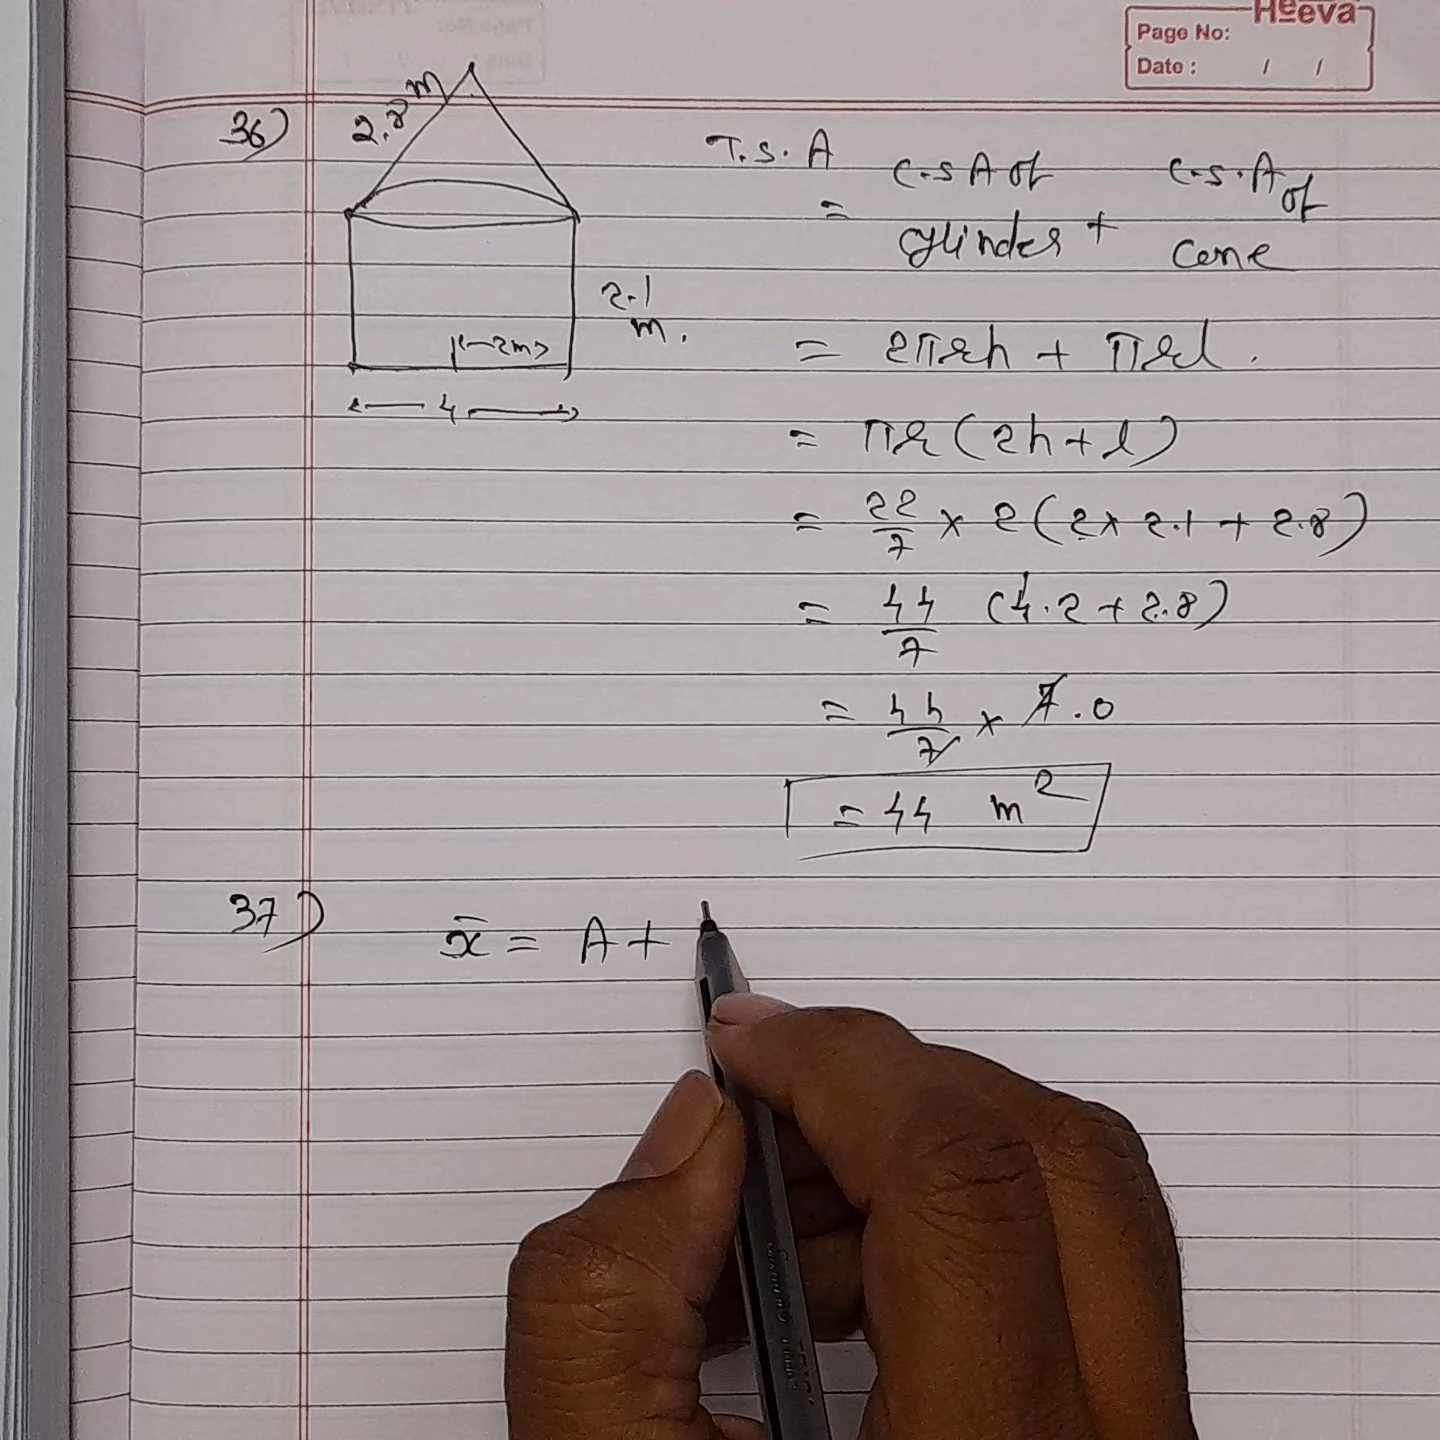 Heeva
Page No:
Date : / /
36)
2.8 m
2.1
m.
2m
4
T.S.A = C.S A of cylinder + C.S.A of cone
= 2πrh + πrl.
= πr (2h + l)
= 22/7 × 2 (2 × 2.1 + 2.8)
= 44/7 (4.2 + 2.8)
= 44/7 × 7.0
= 44 m²
37) x̄ = A +